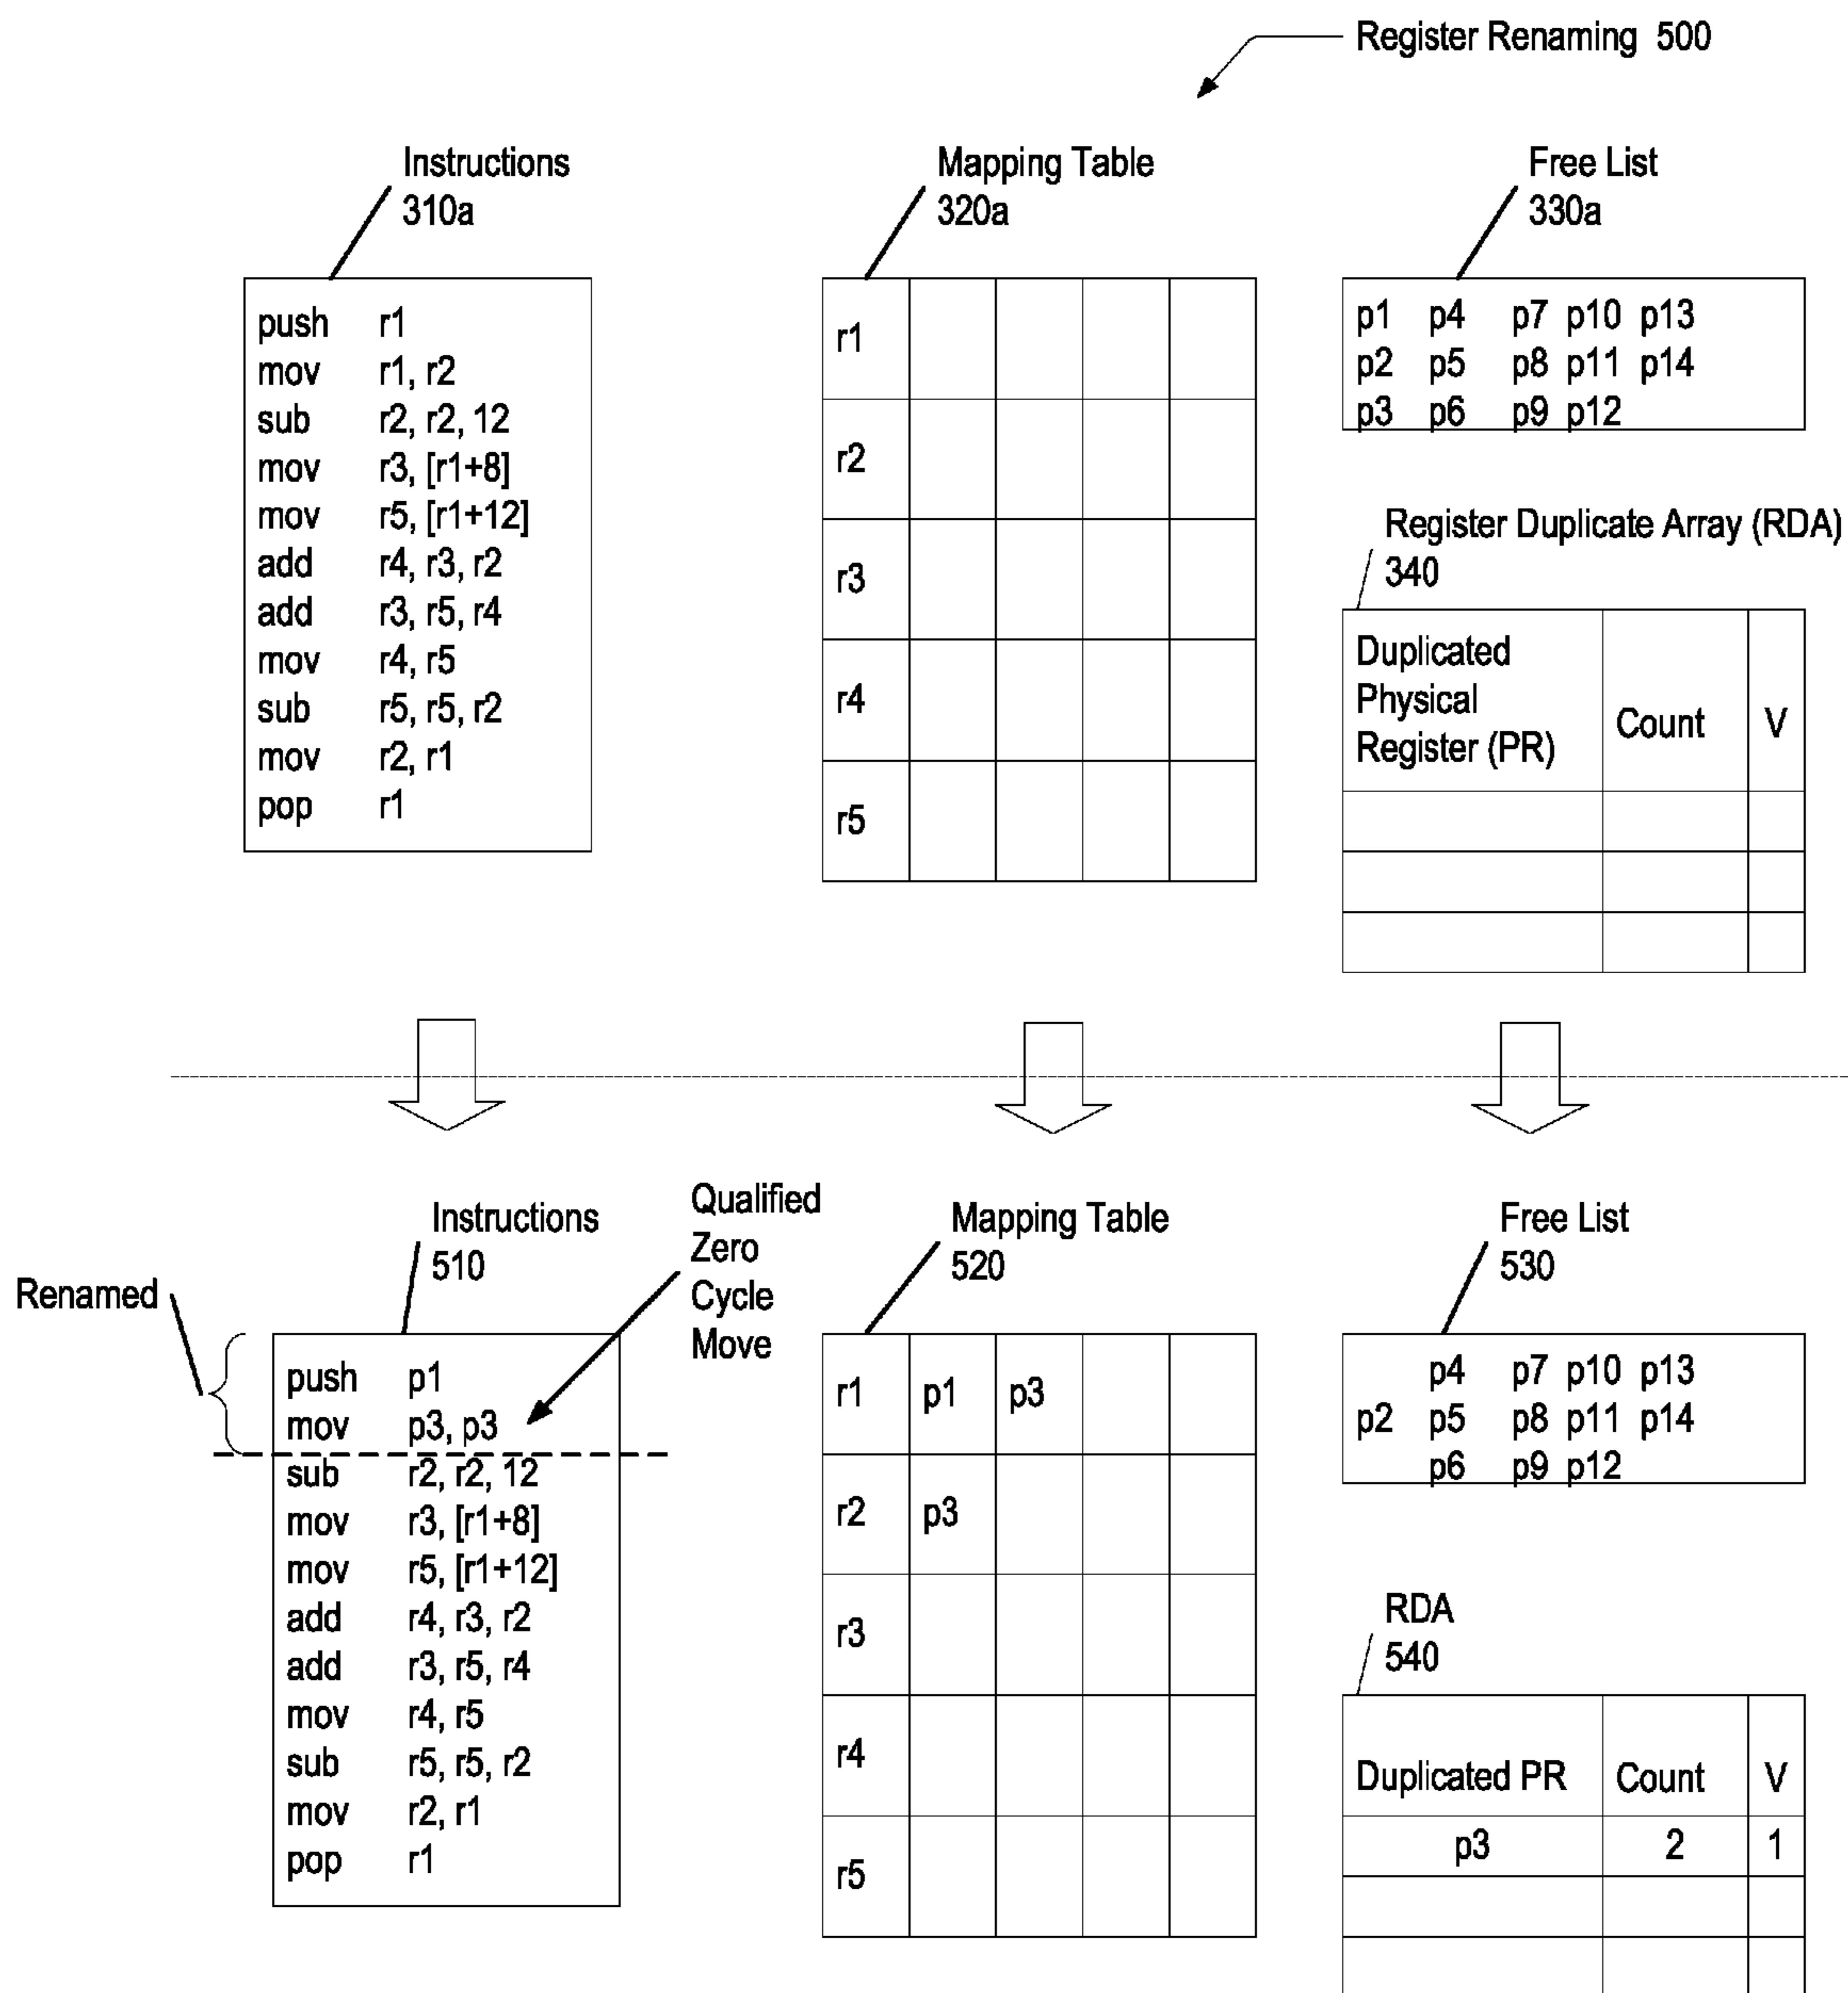 Register Renaming 500
Instructions
310a
Mapping Table
320a
Free List
330a
push r1
mov r1, r2
sub r2, r2, 12
mov r3, [r1+8]
mov r5, [r1+12]
add r4, r3, r2
add r3, r5, r4
mov r4, r5
sub r5, r5, r2
mov r2, r1
pop r1
r1
r2
r3
r4
r5
p1 p4 p7 p10 p13
p2 p5 p8 p11 p14
p3 p6 p9 p12
Register Duplicate Array (RDA)
340
Duplicated
Physical
Register (PR)
Count
V
Renamed
Instructions
510
Qualified
Zero
Cycle
Move
Mapping Table
520
Free List
530
push p1
mov p3, p3
sub r2, r2, 12
mov r3, [r1+8]
mov r5, [r1+12]
add r4, r3, r2
add r3, r5, r4
mov r4, r5
sub r5, r5, r2
mov r2, r1
pop r1
r1 p1 p3
r2 p3
r3
r4
r5
p4 p7 p10 p13
p2 p5 p8 p11 p14
p6 p9 p12
RDA
540
Duplicated PR Count V
p3 2 1